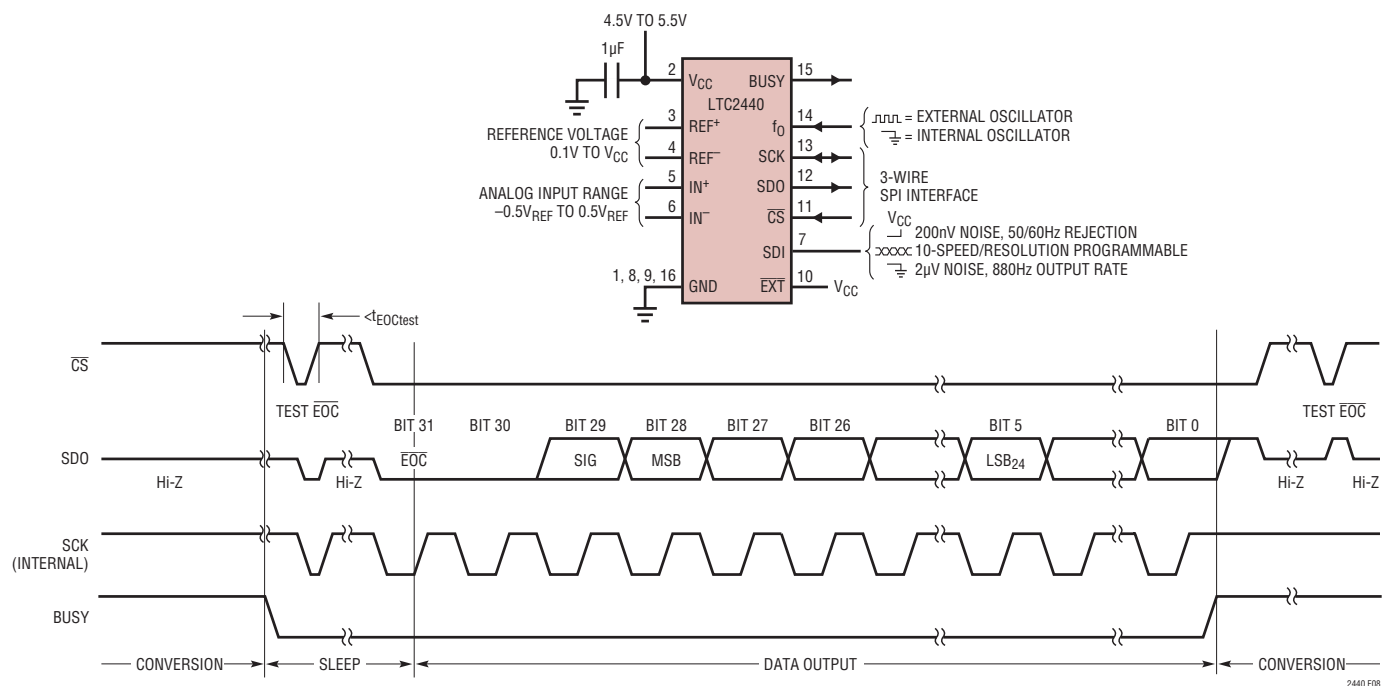 4.5V TO 5.5V
1µF
2 VCC BUSY 15
LTC2440
REFERENCE VOLTAGE
0.1V TO VCC
3 REF+ fO 14
= EXTERNAL OSCILLATOR
= INTERNAL OSCILLATOR
4 REF– SCK 13
ANALOG INPUT RANGE
–0.5VREF TO 0.5VREF
5 IN+ SDO 12
3-WIRE
SPI INTERFACE
6 IN– CS 11
VCC
200nV NOISE, 50/60Hz REJECTION
SDI 7
10-SPEED/RESOLUTION PROGRAMMABLE
2µV NOISE, 880Hz OUTPUT RATE
1, 8, 9, 16 GND EXT 10 VCC
<tEOCtest
CS
TEST EOC TEST EOC
BIT 31 BIT 30 BIT 29 BIT 28 BIT 27 BIT 26 BIT 5 BIT 0
SDO EOC SIG MSB LSB24
Hi-Z Hi-Z Hi-Z Hi-Z
SCK
(INTERNAL)
BUSY
CONVERSION SLEEP DATA OUTPUT CONVERSION
2440 F08